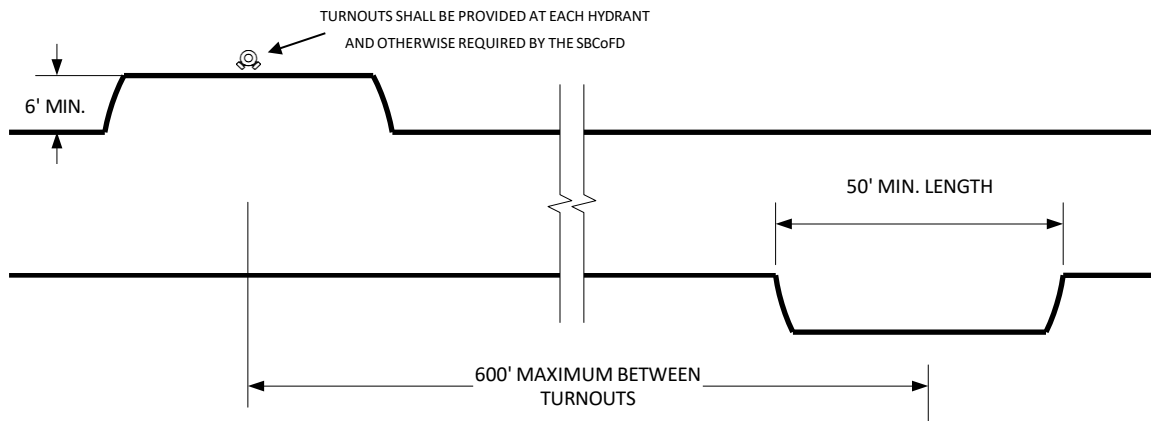 TURNOUTS SHALL BE PROVIDED AT EACH HYDRANT
AND OTHERWISE REQUIRED BY THE SBCoFD
6' MIN.
50' MIN. LENGTH
600' MAXIMUM BETWEEN
TURNOUTS